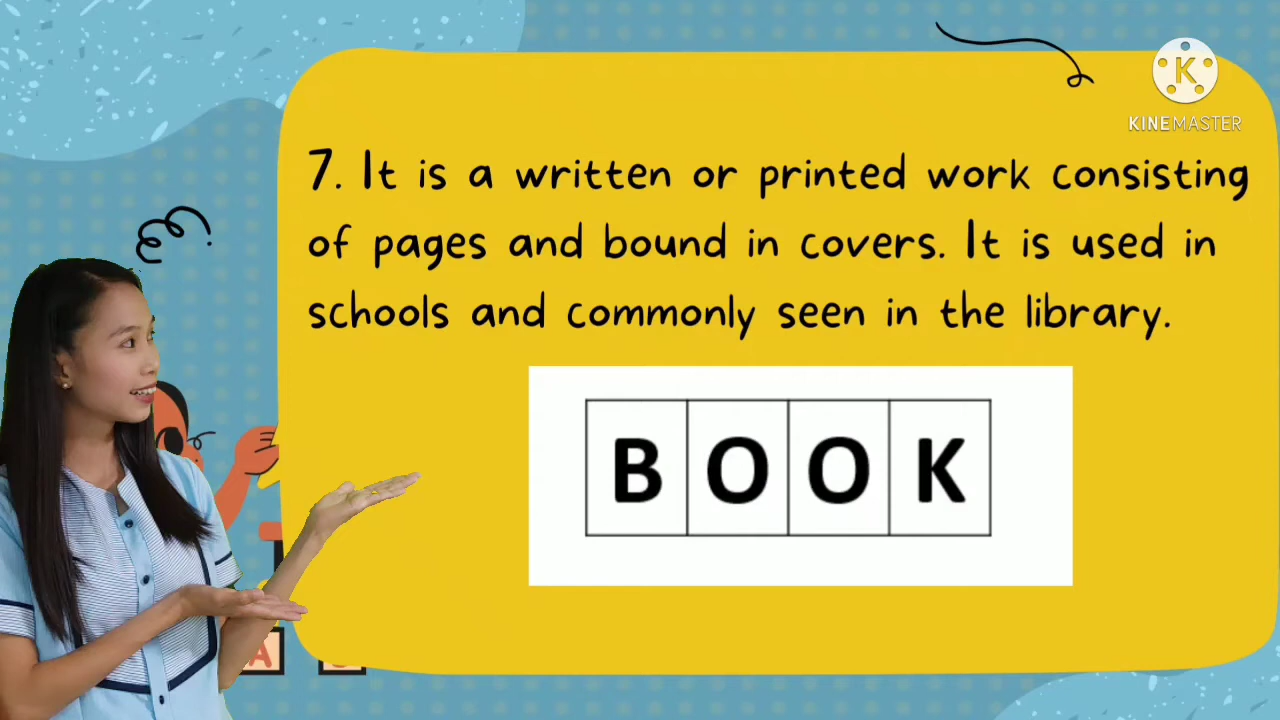 KINEMASTER
7. It is a written or printed work consisting
of pages and bound in covers. It is used in
schools and commonly seen in the library.
BOOK
A